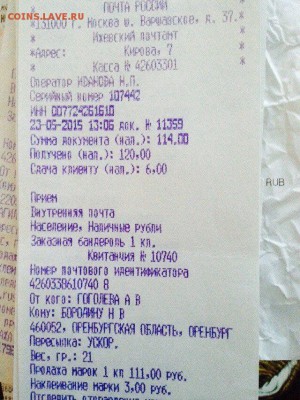 COINS.LAVE.RU
ПОЧТА РОССИИ
*131000 Г. Москва ш. Варшавское, д. 37.*
* Ижевский почтамт *
*Адрес: Кирова, 7 *
* Касса № 42603301 *
Оператор ИВАНОВА Н.П.
Серийный номер 107442
ИНН 007724261610
23-05-2015 13:06 док. № 11359
Сумма документа (нал.): 114,00
Получено (нал.): 120,00
Сдача клиенту (нал.): 6,00
Прием
Внутренняя почта
Население, Наличные рубли
Заказная бандероль 1 кл.
Квитанция № 10740
Номер почтового идентификатора
4260338610740 8
От кого: ГОГОЛЕВА А В
Кому: БОРОДИНУ Н В
460052, ОРЕНБУРГСКАЯ ОБЛАСТЬ, ОРЕНБУРГ
Пересылка: УСКОР.
Вес, гр.: 21
Продажа марок 1 кл 111,00 руб.
Наклеивание марки 3,00 руб.
RUB